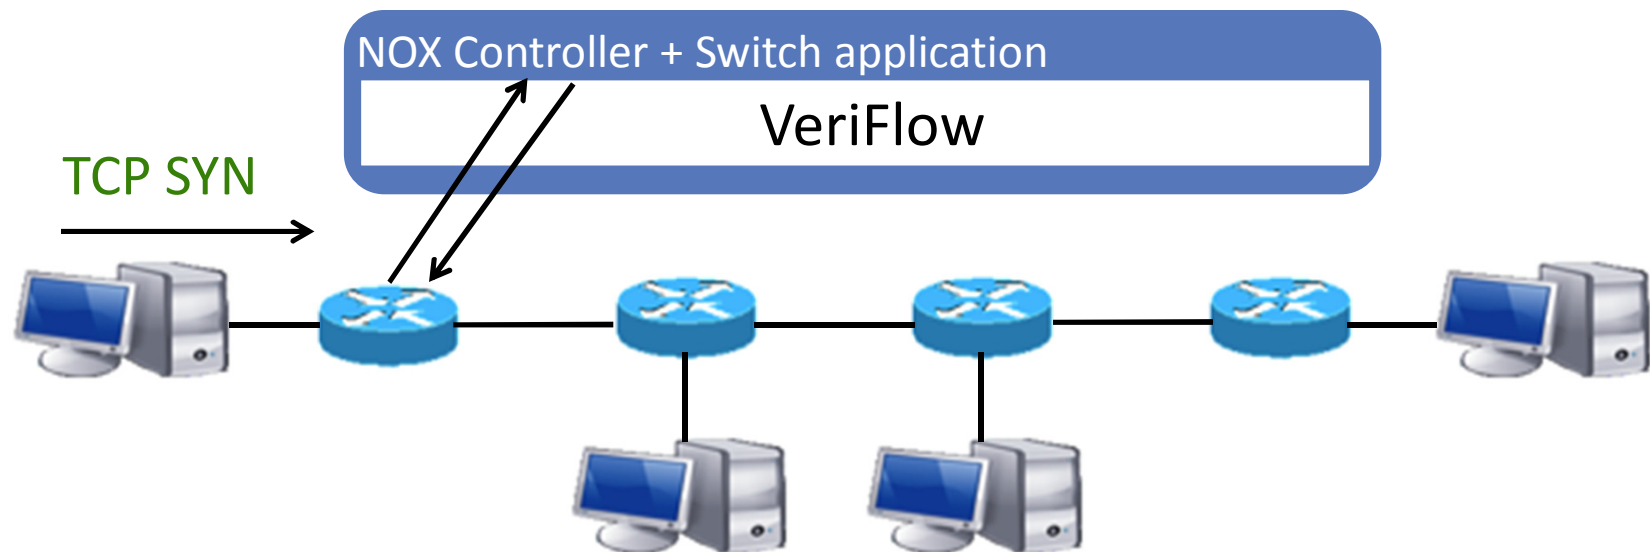 NOX Controller + Switch application
VeriFlow
TCP SYN